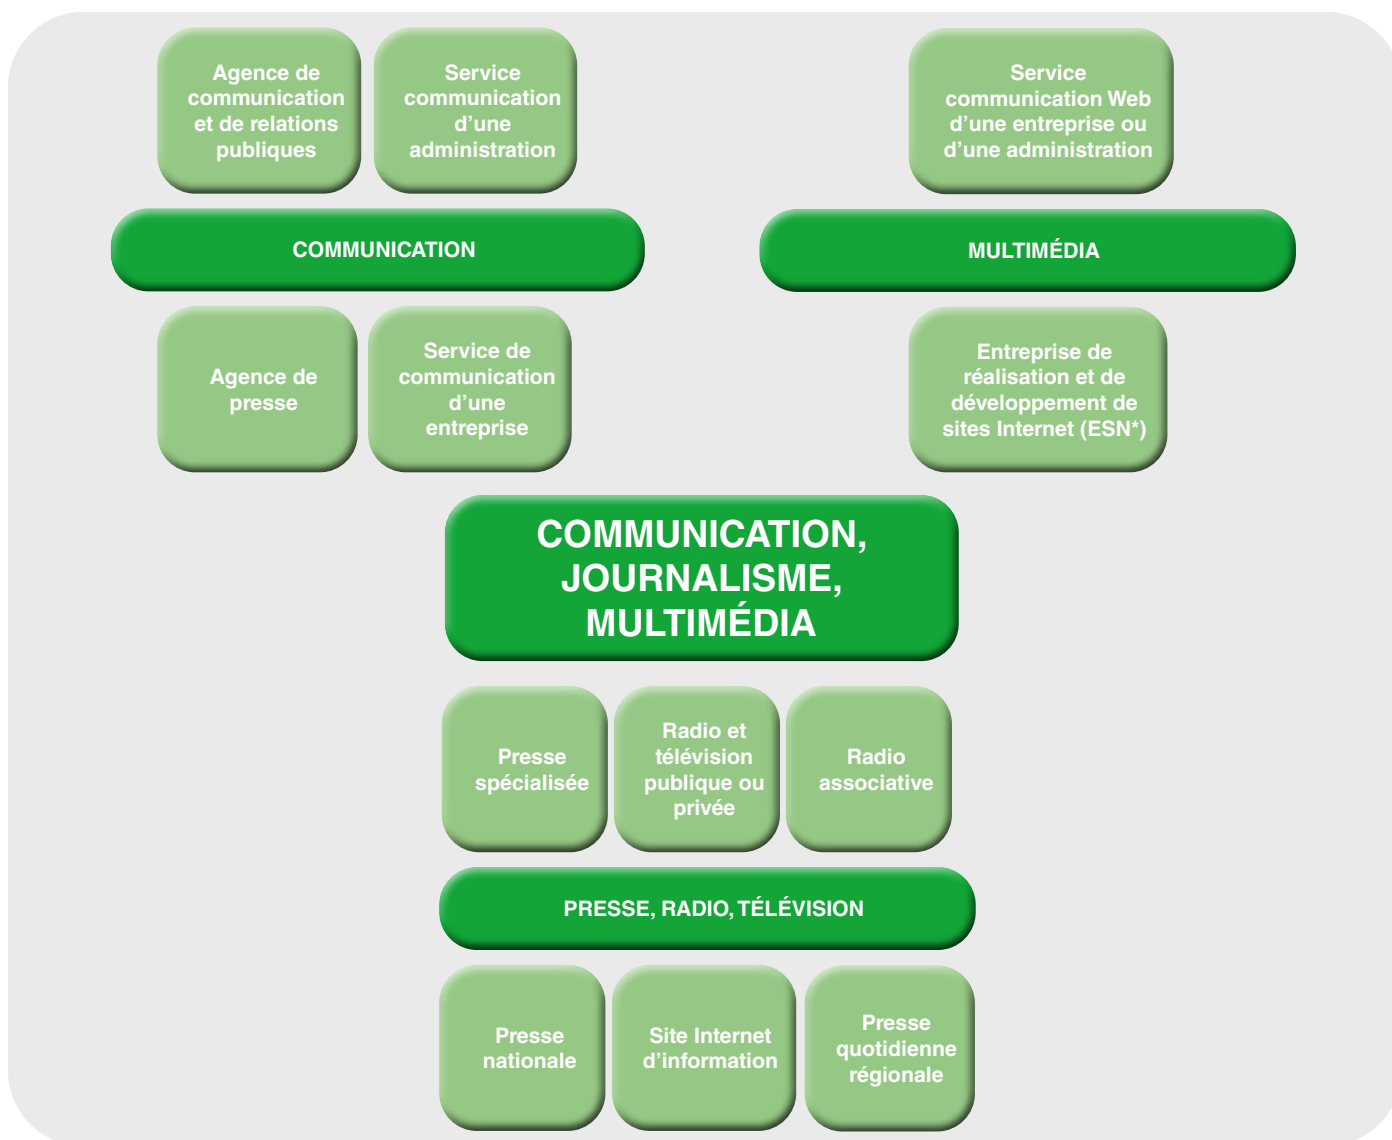 Agence de
communication
et de relations
publiques
Service
communication
d’une
administration
Service
communication Web
d’une entreprise ou
d’une administration
COMMUNICATION
MULTIMÉDIA
Agence de
presse
Service de
communication
d’une
entreprise
Entreprise de
réalisation et de
développement de
sites Internet (ESN*)
COMMUNICATION,
JOURNALISME,
MULTIMÉDIA
Presse
spécialisée
Radio et
télévision
publique ou
privée
Radio
associative
PRESSE, RADIO, TÉLÉVISION
Presse
nationale
Site Internet
d’information
Presse
quotidienne
régionale